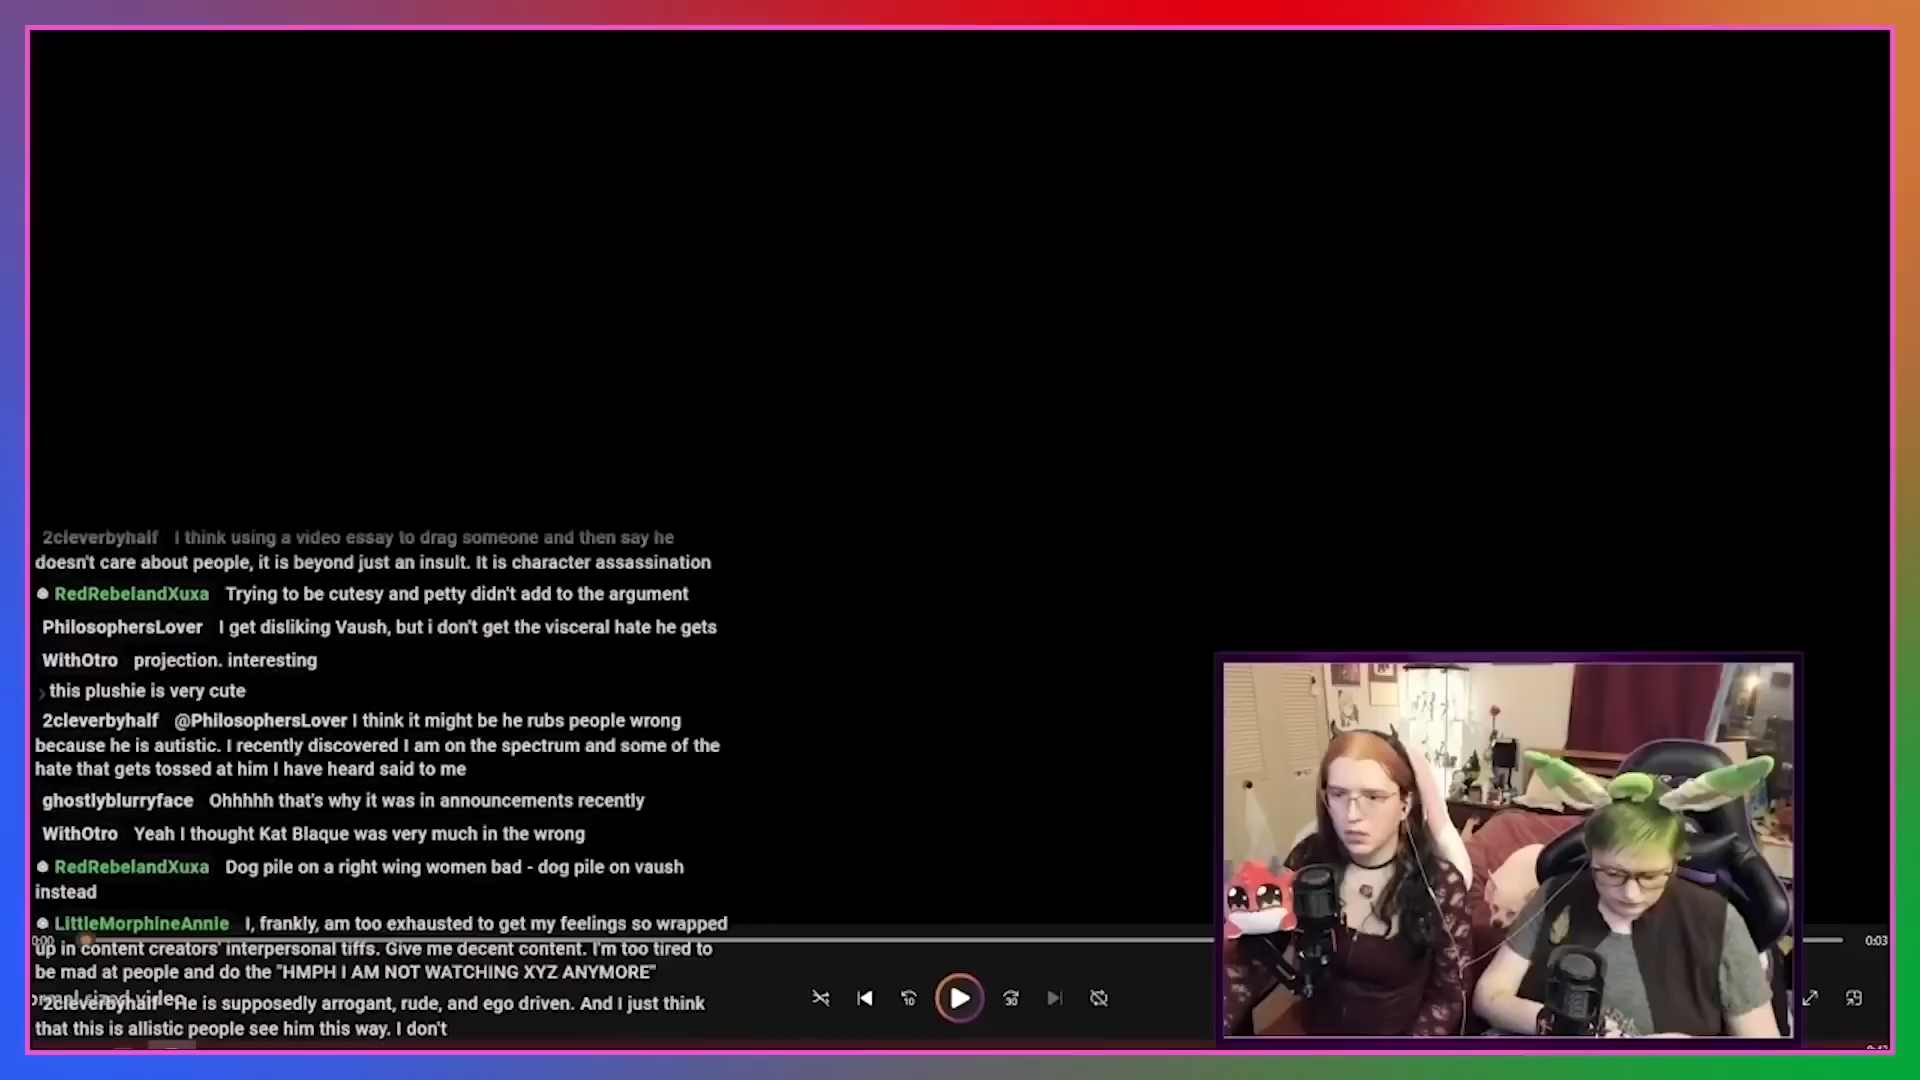 2cleverbyhalf I think using a video essay to drag someone and then say he
doesn't care about people, it is beyond just an insult. It is character assassination
RedRebelandXuxa Trying to be cutesy and petty didn't add to the argument
PhilosophersLover I get disliking Vaush, but i don't get the visceral hate he gets
WithOtro projection. interesting
this plushie is very cute
2cleverbyhalf @PhilosophersLover I think it might be he rubs people wrong
because he is autistic. I recently discovered I am on the spectrum and some of the
hate that gets tossed at him I have heard said to me
ghostlyblurryface Ohhhhh that's why it was in announcements recently
WithOtro Yeah I thought Kat Blaque was very much in the wrong
RedRebelandXuxa Dog pile on a right wing women bad - dog pile on vaush
instead
LittleMorphineAnnie I, frankly, am too exhausted to get my feelings so wrapped
0:00
0:03
up in content creators' interpersonal tiffs. Give me decent content. I'm too tired to
be mad at people and do the "HMPH I AM NOT WATCHING XYZ ANYMORE"
2cleverbyhalf He is supposedly arrogant, rude, and ego driven. And I just think
10
30
that this is allistic people see him this way. I don't